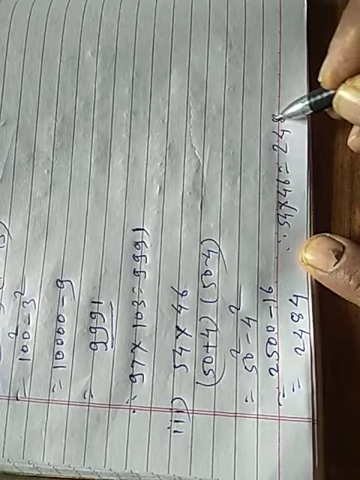 = 100² - 3²
= 10000 - 9
= 9991
∴ 97 × 103 = 9991
iii) 54 × 46
(50+4) (50-4)
= 50² - 4²
= 2500 - 16
= 2484
∴ 54×46 = 248